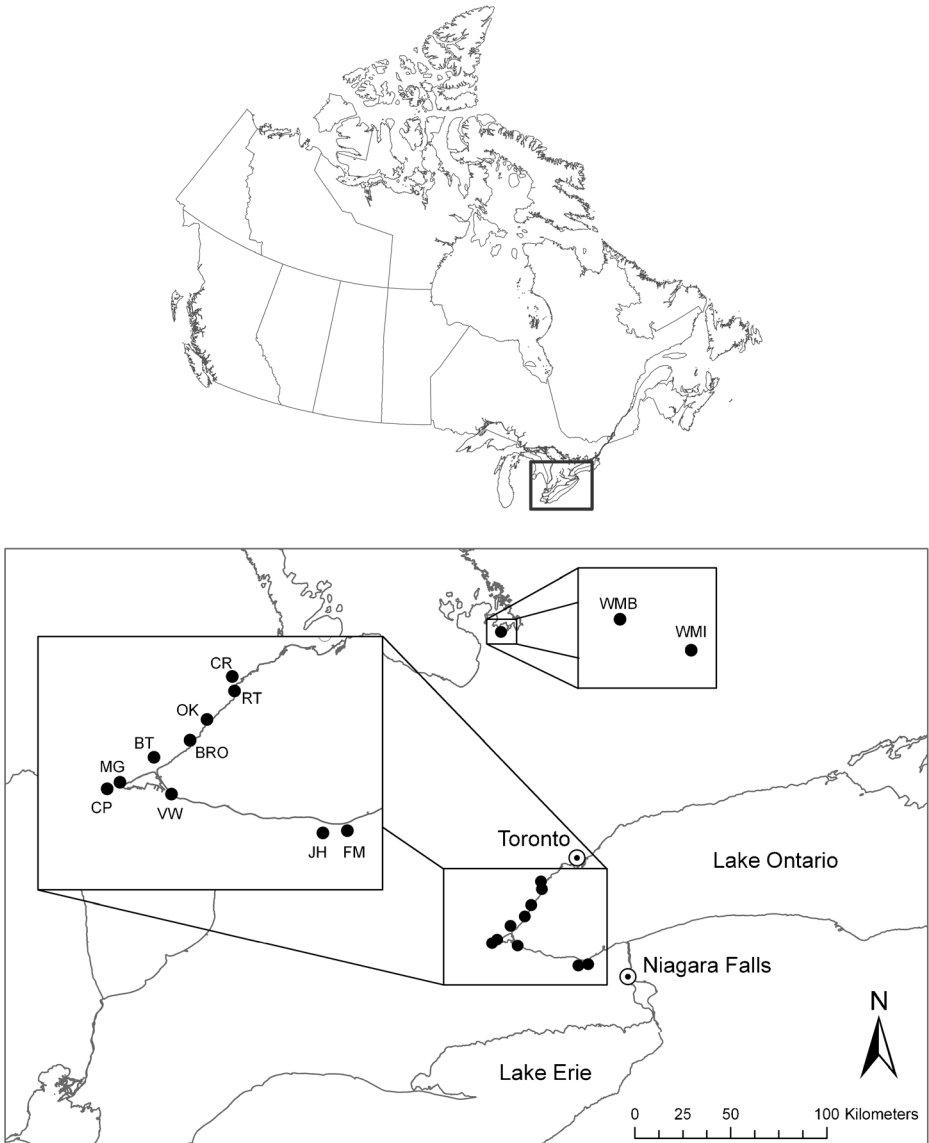 WMB
WMI
CR
RT
OK
BRO
BT
MG
CP
VW
JH
FM
Toronto
Lake Ontario
Niagara Falls
Lake Erie
N
0 25 50 100 Kilometers